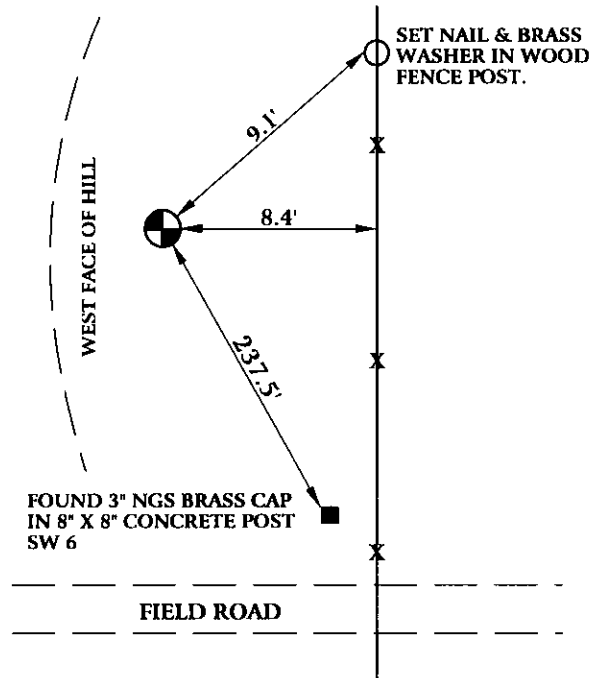 SET NAIL & BRASS
WASHER IN WOOD
FENCE POST.
9.1'
X
8.4'
WEST FACE OF HILL
237.5'
X
FOUND 3" NGS BRASS CAP
IN 8" X 8" CONCRETE POST
SW 6
X
FIELD ROAD